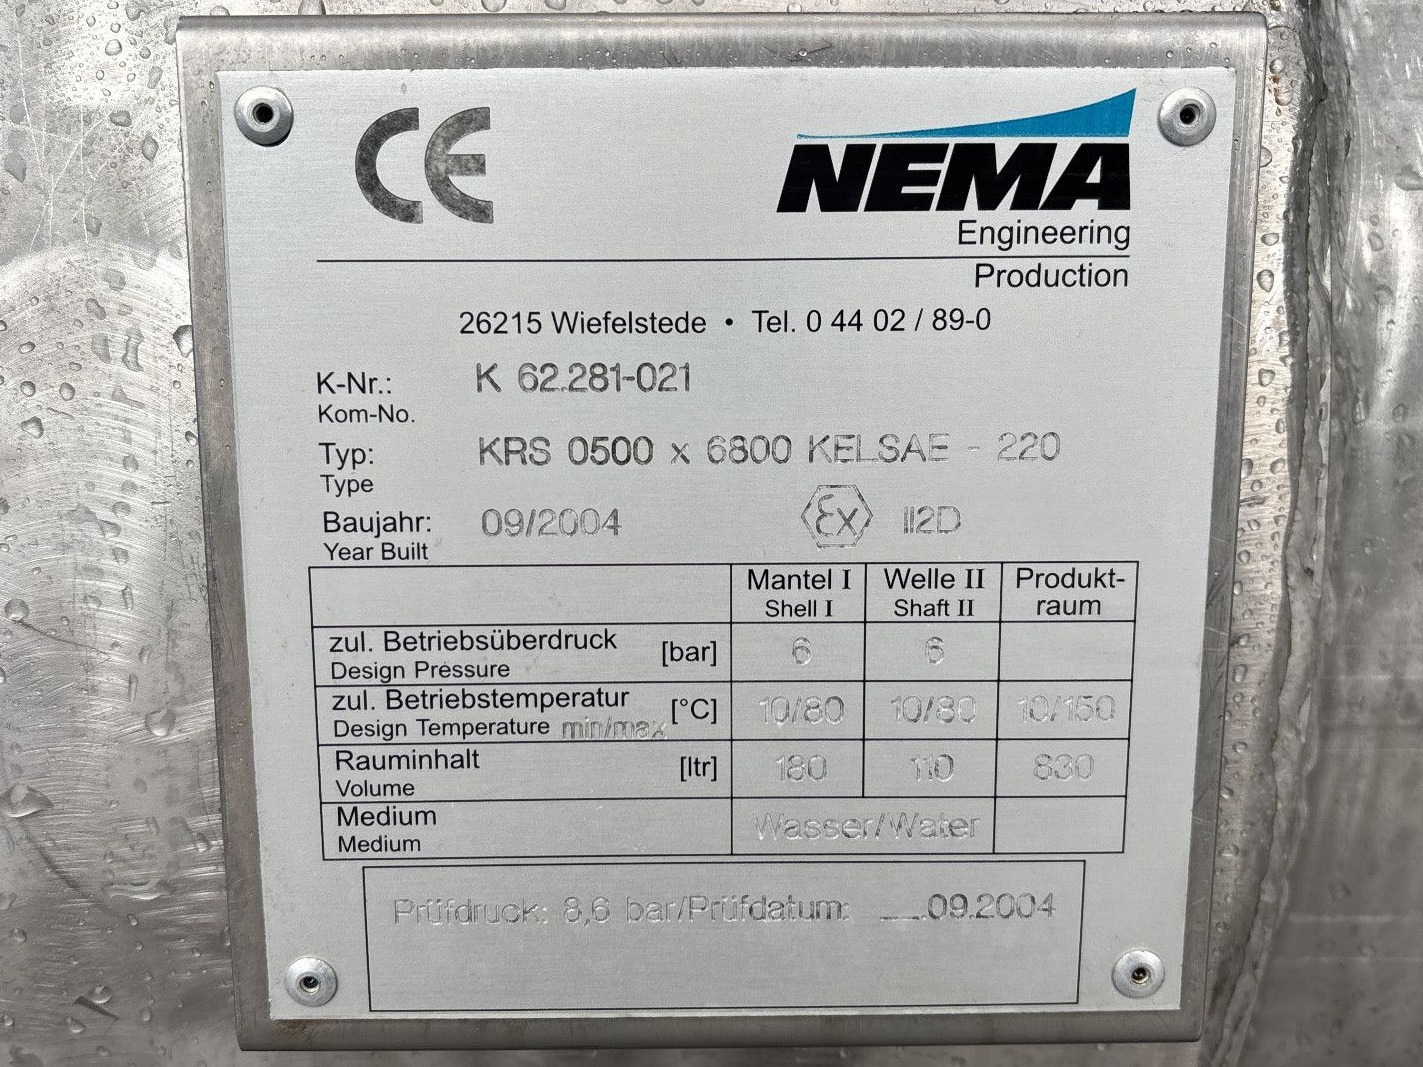 CE
NEMA
Engineering
Production
26215 Wiefelstede • Tel. 0 44 02 / 89-0
K-Nr.: K 62.281-021
Kom-No.
Typ: KRS 0500 x 6800 KELSAE - 220
Type
Baujahr: 09/2004 Ex II2D
Year Built
Mantel I Welle II Produkt-
Shell I Shaft II raum
zul. Betriebsüberdruck [bar] 6 6
Design Pressure
zul. Betriebstemperatur [°C] 10/80 10/80 10/150
Design Temperature min/max
Rauminhalt [ltr] 180 110 830
Volume
Medium Wasser/Water
Medium
Prüfdruck: 8,6 bar/Prüfdatum: __.09.2004